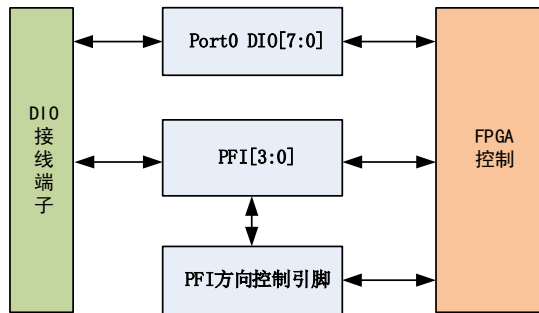 Port0 DIO[7:0]
DIO
接
线
端
子
PFI[3:0]
FPGA
控制
PFI方向控制引脚